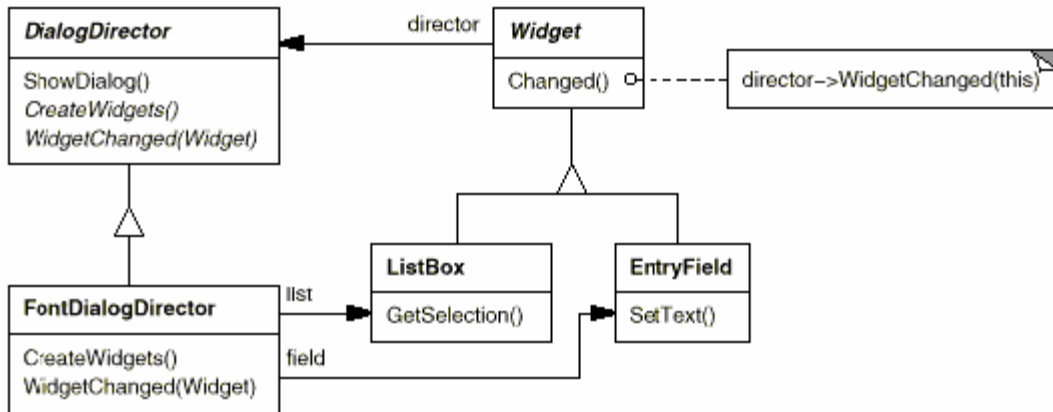 DialogDirector
ShowDialog()
CreateWidgets()
WidgetChanged(Widget)
director
Widget
Changed()
director->WidgetChanged(this)
ListBox
GetSelection()
EntryField
SetText()
FontDialogDirector
CreateWidgets()
WidgetChanged(Widget)
list
field